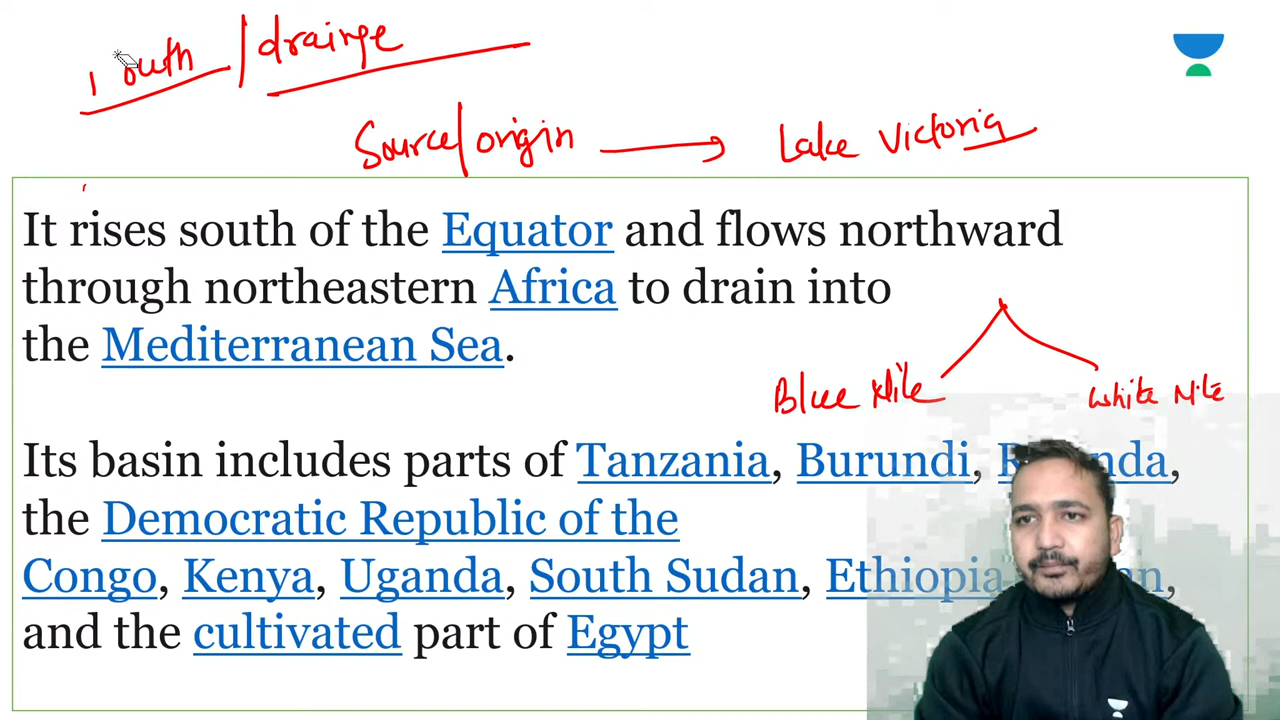 outh / drainge
Source/origin → Lake Victoria
It rises south of the Equator and flows northward
through northeastern Africa to drain into
the Mediterranean Sea.
Blue Nile White Nile
Its basin includes parts of Tanzania, Burundi,
the Democratic Republic of the
Congo, Kenya, Uganda, South Sudan, Ethiopia
and the cultivated part of Egypt